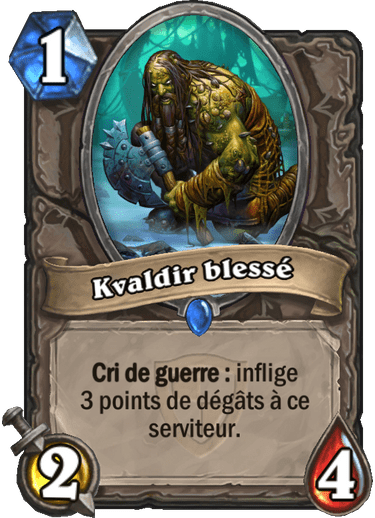 1
Kvaldir blessé
Cri de guerre : inflige
3 points de dégâts à ce
serviteur.
2
4